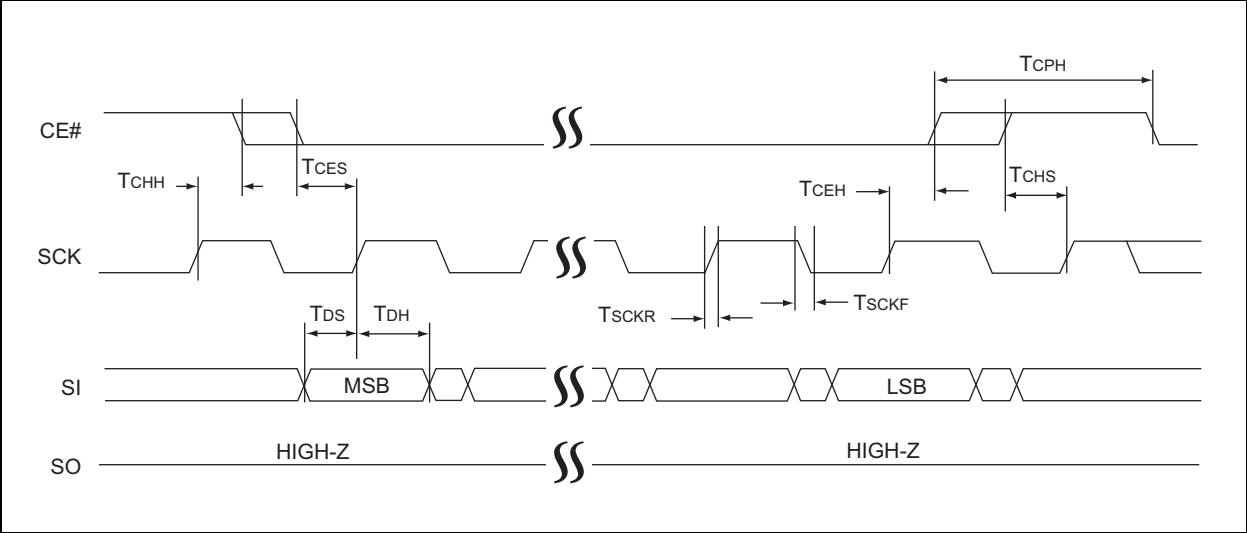 TCPH
CE#
TCES
TCHH
TCEH
TCHS
SCK
TSCKR
TSCKF
TDS
TDH
SI
MSB
LSB
SO
HIGH-Z
HIGH-Z